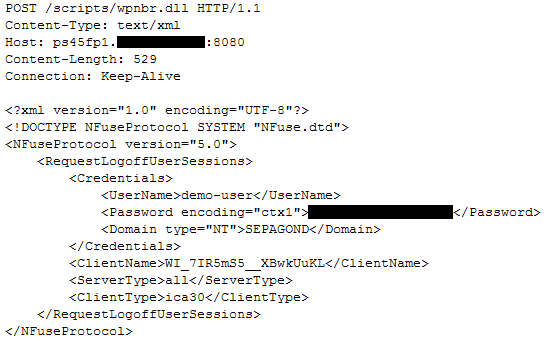 POST /scripts/wpnbr.dll HTTP/1.1
Content-Type: text/xml
Host: ps45fp1.:8080
Content-Length: 529
Connection: Keep-Alive
<?xml version="1.0" encoding="UTF-8"?>
<!DOCTYPE NFuseProtocol SYSTEM "NFuse.dtd">
<NFuseProtocol version="5.0">
<RequestLogoffUserSessions>
<Credentials>
<UserName>demo-user</UserName>
<Password encoding="ctx1"></Password>
<Domain type="NT">SEPAGOND</Domain>
</Credentials>
<ClientName>WI_7IR5mS5__XBwkUuKL</ClientName>
<ServerType>all</ServerType>
<ClientType>ica30</ClientType>
</RequestLogoffUserSessions>
</NFuseProtocol>